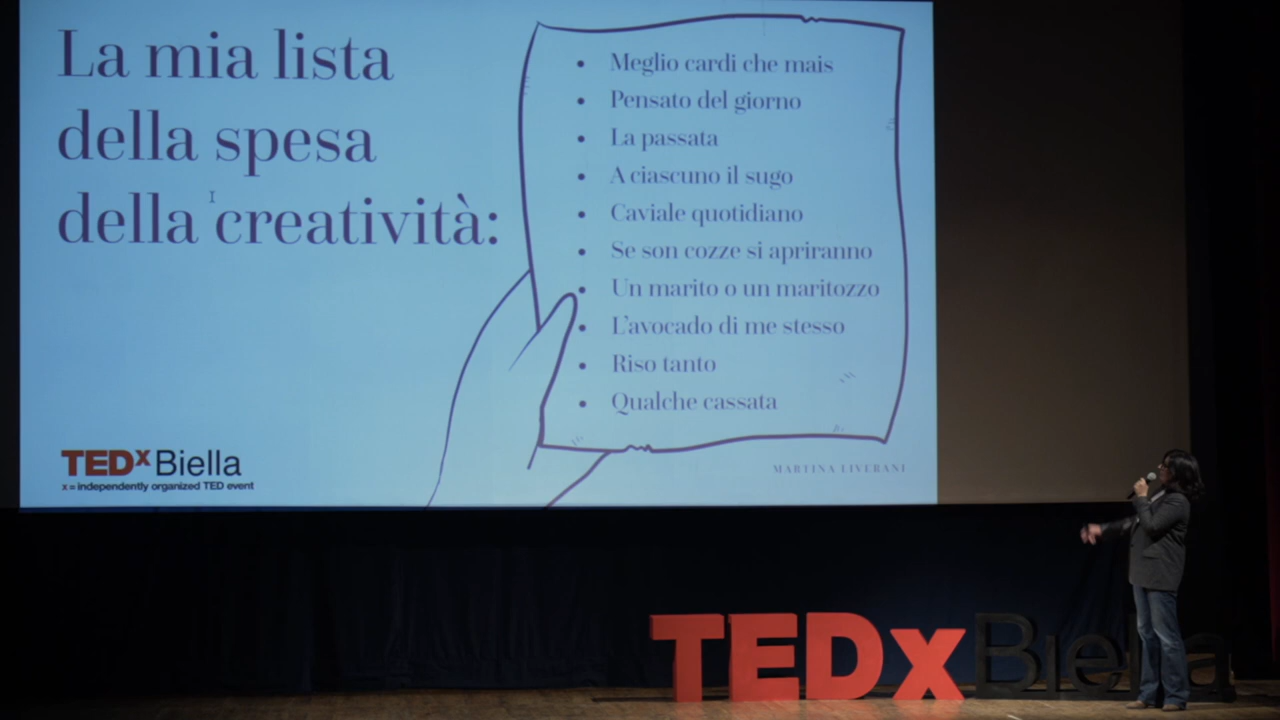 La mia lista
della spesa
della creatività:
• Meglio cardi che mais
• Pensato del giorno
• La passata
• A ciascuno il sugo
• Caviale quotidiano
• Se son cozze si apriranno
• Un marito o un maritozzo
• L'avocado di me stesso
• Riso tanto
• Qualche cassata
MARTINA LIVERANI
TEDx Biella
x = independently organized TED event
TEDxBiella